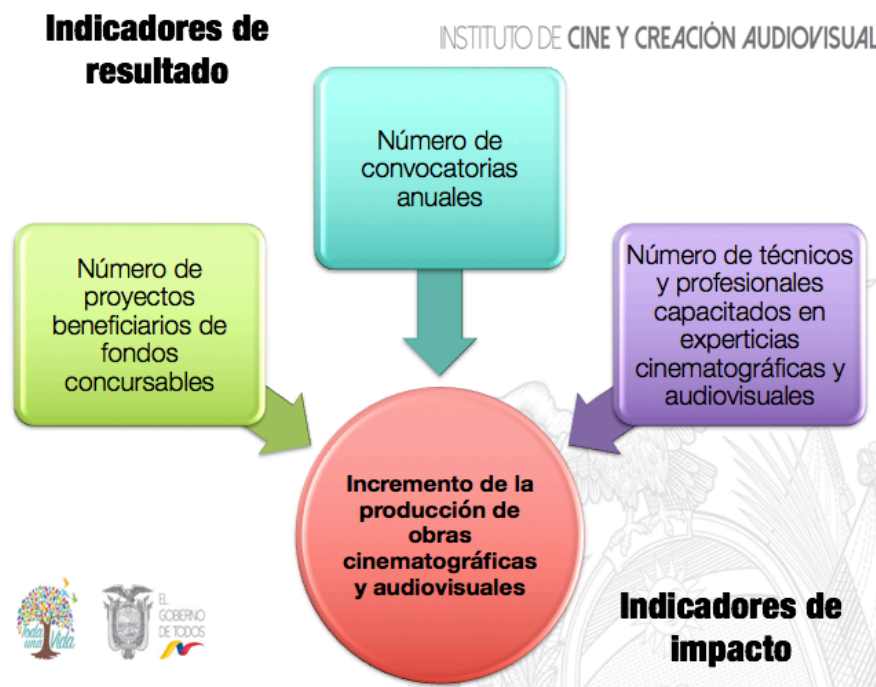 Indicadores de
resultado
INSTITUTO DE CINE Y CREACIÓN AUDIOVISUAL
Número de
convocatorias
anuales
Número de
proyectos
beneficiarios de
fondos
concursables
Número de técnicos
y profesionales
capacitados en
experticias
cinematográficas y
audiovisuales
Incremento de la
producción de
obras
cinematográficas
y audiovisuales
Toda
una Vida
EL
GOBIERNO
DE TODOS
Indicadores de
impacto